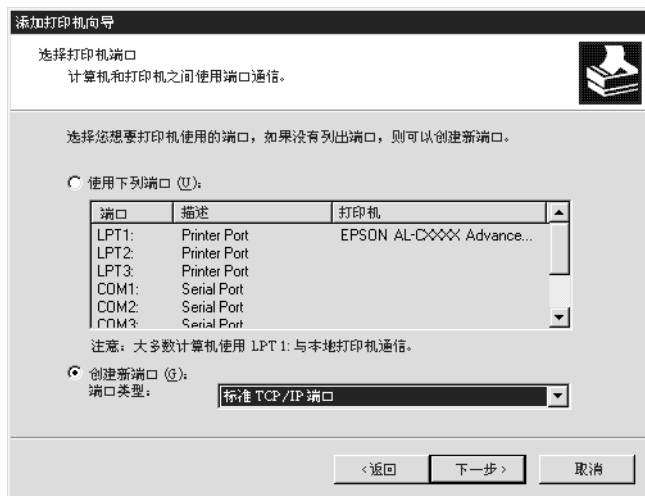 添加打印机向导
选择打印机端口
计算机和打印机之间使用端口通信。
选择您想要打印机使用的端口，如果没有列出端口，则可以创建新端口。
使用下列端口 (U):
端口 描述 打印机
LPT1: Printer Port EPSON AL-CXXXX Advance...
LPT2: Printer Port
LPT3: Printer Port
COM1: Serial Port
COM2: Serial Port
COM3: Serial Port
注意：大多数计算机使用 LPT 1: 与本地打印机通信。
创建新端口 (G):
端口类型： 标准 TCP/IP 端口
<返回 下一步> 取消